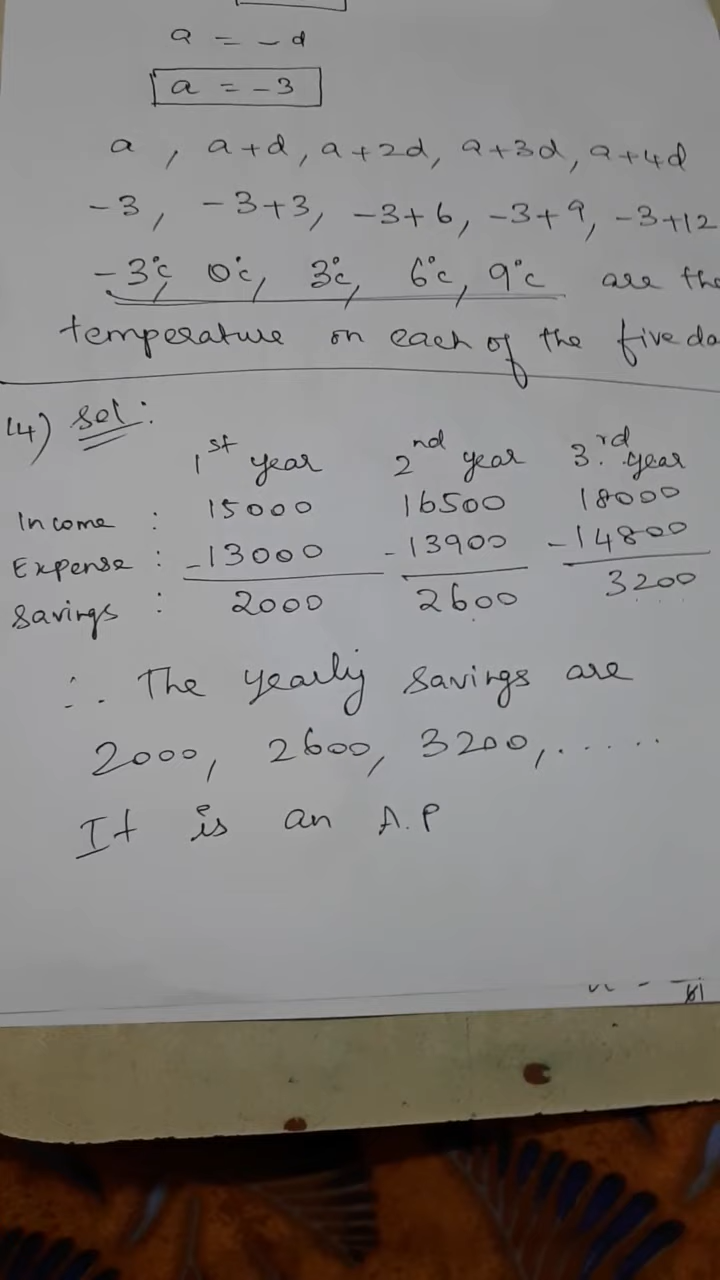 a = -d
a = -3
a , a+d, a+2d, a+3d, a+4d
-3, -3+3, -3+6, -3+9, -3+12
-3°c, 0°c, 3°c, 6°c, 9°c are the
temperature on each of the five da
14) Sol:
1st year 2nd year 3.rd year
Income : 15000 16500 18000
Expense : -13000 -13900 -14800
Savings : 2000 2600 3200
∴ The yearly savings are
2000, 2600, 3200, .....
It is an A.P